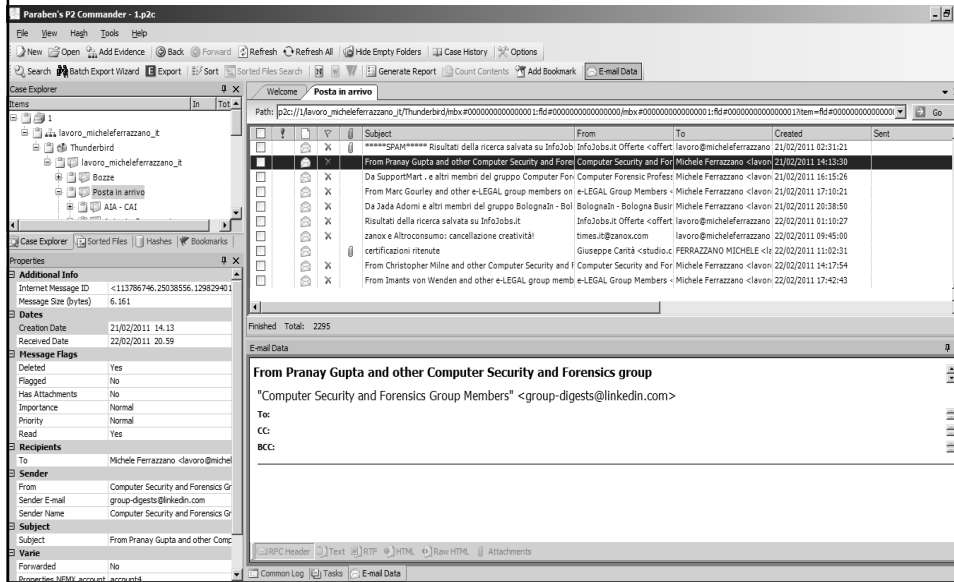 Paraben's P2 Commander - 1.p2c
File View Hash Tools Help
New Open Add Evidence Back Forward Refresh Refresh All Hide Empty Folders Case History Options
Search Batch Export Wizard Export Sort Sorted Files Search Generate Report Count Contents Add Bookmark E-mail Data
Case Explorer
Items In Tot
1
lavoro_micheleferrazzano_it
Thunderbird
lavoro_micheleferrazzano_it
Bozze
Posta in arrivo
AIA - CAI
Case Explorer Sorted Files Hashes Bookmarks
Properties
Additional Info
Internet Message ID <113786746.25038556.129829401
Message Size (bytes) 6.161
Dates
Creation Date 21/02/2011 14.13
Received Date 22/02/2011 20.59
Message Flags
Deleted Yes
Flagged No
Has Attachments No
Importance Normal
Priority Normal
Read Yes
Recipients
To Michele Ferrazzano <lavoro@michel
Sender
From Computer Security and Forensics Gr
Sender E-mail group-digests@linkedin.com
Sender Name Computer Security and Forensics Gr
Subject
Subject From Pranay Gupta and other Comp
Varie
Forwarded No
Properties NEMX account account4
Welcome Posta in arrivo
Path: p2c://1/lavoro_micheleferrazzano_it/Thunderbird/mbx Go
! Subject From To Created Sent
*****SPAM***** Risultati della ricerca salvata su InfoJob InfoJobs.it Offerte <offert lavoro@micheleferrazzano 21/02/2011 02:31:21
From Pranay Gupta and other Computer Security and Foren Computer Security and For Michele Ferrazzano <lavor 21/02/2011 14:13:30
Da SupportMart . e altri membri del gruppo Computer For Computer Forensic Profess Michele Ferrazzano <lavor 21/02/2011 16:15:26
From Marc Gourley and other e-LEGAL group members on e-LEGAL Group Members < Michele Ferrazzano <lavor 21/02/2011 17:10:21
Da Jada Adorni e altri membri del gruppo BolognaIn - Bol BolognaIn - Bologna Busir Michele Ferrazzano <lavor 21/02/2011 20:38:50
Risultati della ricerca salvata su InfoJobs.it InfoJobs.it Offerte <offert lavoro@micheleferrazzano 22/02/2011 01:10:27
zanox e Altroconsumo: cancellazione creatività! times.it@zanox.com lavoro@micheleferrazzano 22/02/2011 09:45:00
certificazioni ritenute Giuseppe Carità <studio.c FERRAZZANO MICHELE <la 22/02/2011 11:02:31
From Christopher Milne and other Computer Security and F Computer Security and For Michele Ferrazzano <lavor 22/02/2011 14:17:54
From Imants von Wenden and other e-LEGAL group memb e-LEGAL Group Members < Michele Ferrazzano <lavor 22/02/2011 17:42:43
Finished Total: 2295
E-mail Data
From Pranay Gupta and other Computer Security and Forensics group
"Computer Security and Forensics Group Members" <group-digests@linkedin.com>
To:
CC:
BCC:
RFC Header Text RTF HTML Raw HTML Attachments
Common Log Tasks E-mail Data